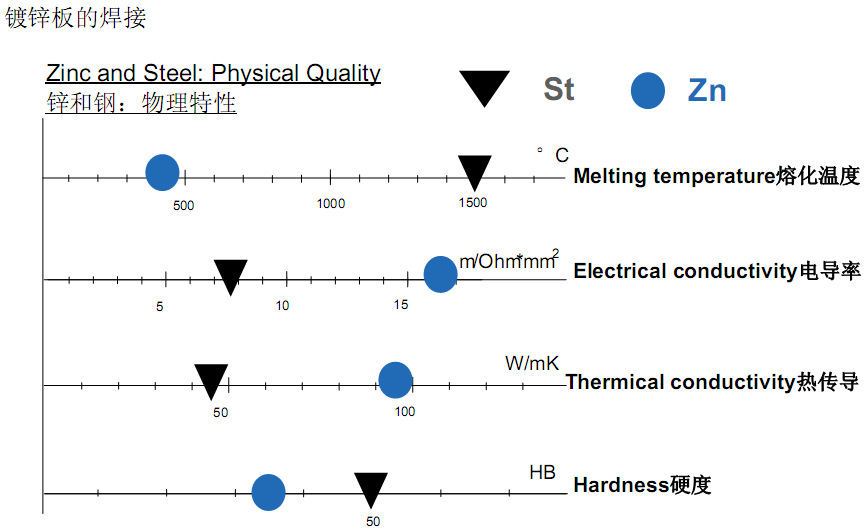 镀锌板的焊接
Zinc and Steel: Physical Quality
锌和钢：物理特性
St
Zn
° C
Melting temperature熔化温度
500
1000
1500
m/Ohm*mm²
Electrical conductivity电导率
5
10
15
W/mK
Thermical conductivity热传导
50
100
HB
Hardness硬度
50